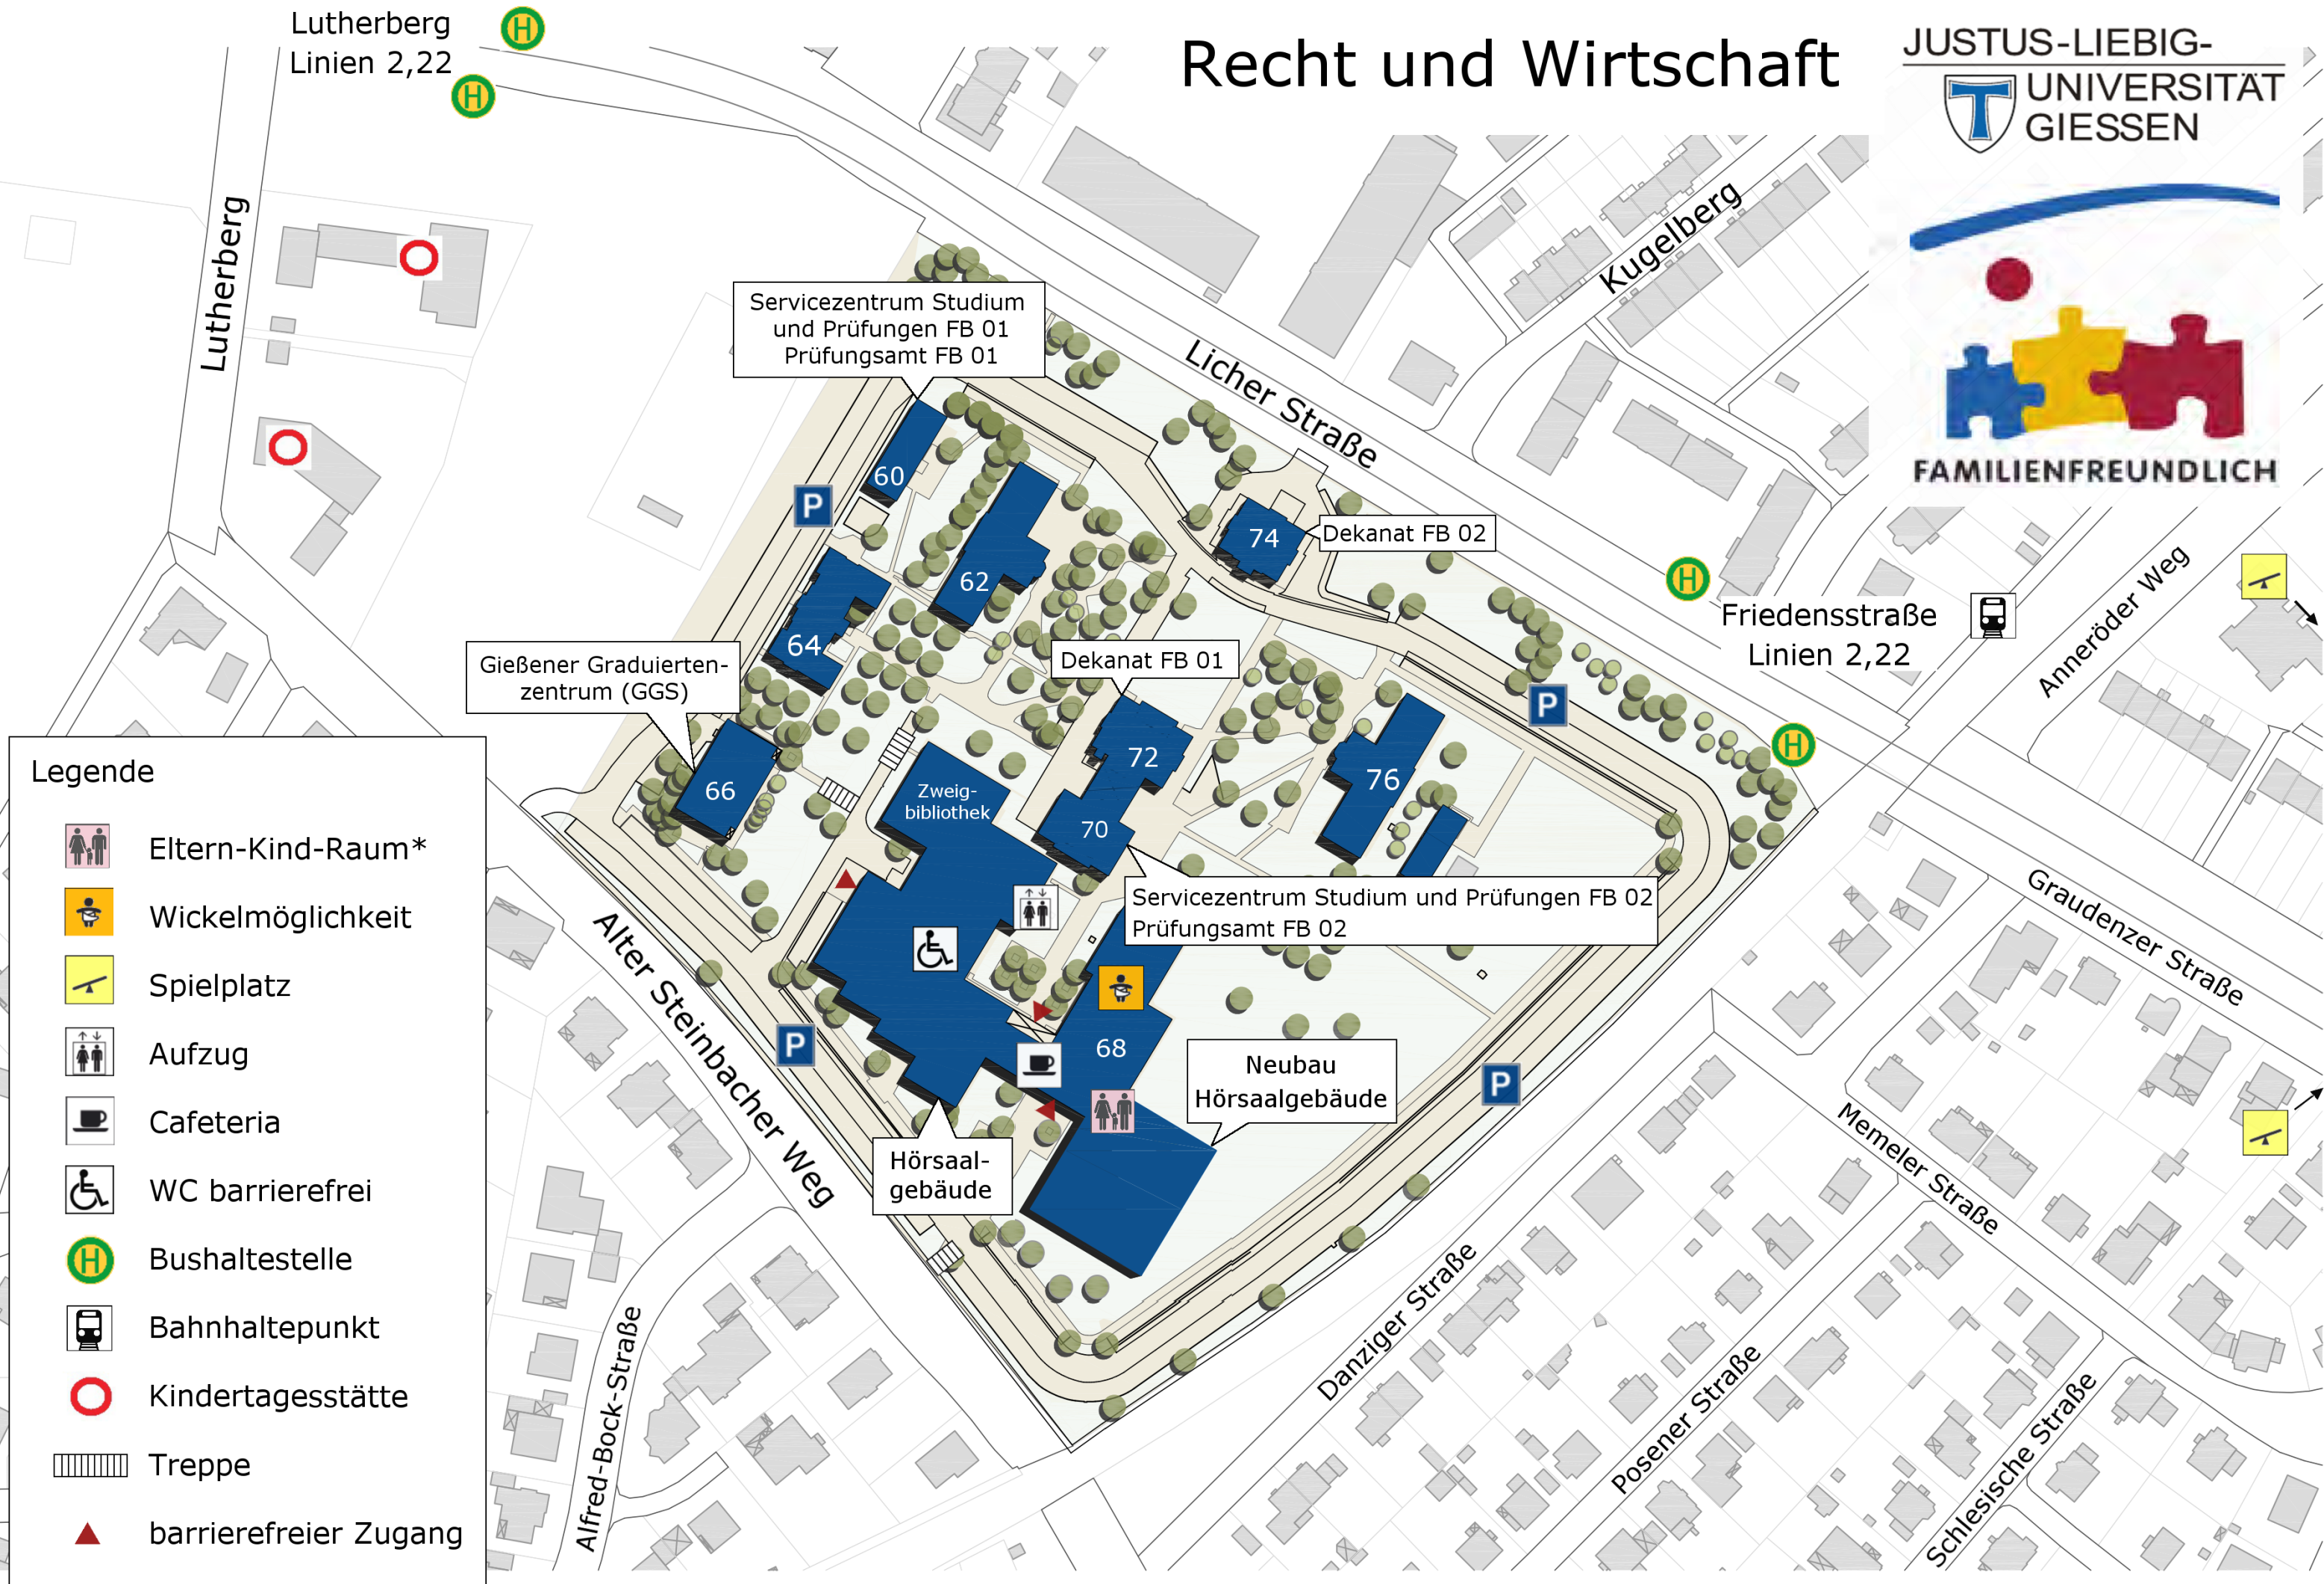 Lutherberg
Linien 2,22
H
H
Recht und Wirtschaft
JUSTUS-LIEBIG-
UNIVERSITÄT
GIESSEN
FAMILIENFREUNDLICH
Lutherberg
Kugelberg
Licher Straße
Servicezentrum Studium
und Prüfungen FB 01
Prüfungsamt FB 01
60
P
62
74
Dekanat FB 02
H
Friedensstraße
Linien 2,22
Anneröder Weg
64
Gießener Graduierten-
zentrum (GGS)
Dekanat FB 01
P
H
66
Zweig-
bibliothek
72
70
76
Servicezentrum Studium und Prüfungen FB 02
Prüfungsamt FB 02
Graudenzer Straße
Alter Steinbacher Weg
P
68
Neubau
Hörsaalgebäude
P
Hörsaal-
gebäude
Memeler Straße
Danziger Straße
Posener Straße
Schlesische Straße
Alfred-Bock-Straße
Legende
Eltern-Kind-Raum*
Wickelmöglichkeit
Spielplatz
Aufzug
Cafeteria
WC barrierefrei
H
Bushaltestelle
Bahnhaltepunkt
Kindertagesstätte
Treppe
barrierefreier Zugang